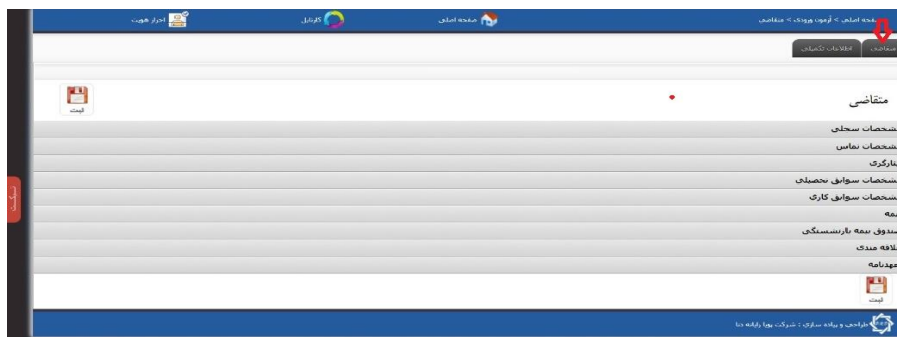 صفحه اصلی > آزمون ورودی > متقاضی
صفحه اصلی
کارتابل
احراز هویت
متقاضی
اطلاعات تکمیلی
متقاضی
ثبت
مشخصات سجلی
مشخصات تماس
ایثارگری
مشخصات سوابق تحصیلی
مشخصات سوابق کاری
بیمه
صندوق بیمه بازنشستگی
علاقه مندی
تعهدنامه
ثبت
طراحی و پیاده سازی : شرکت پویا رایانه دنا